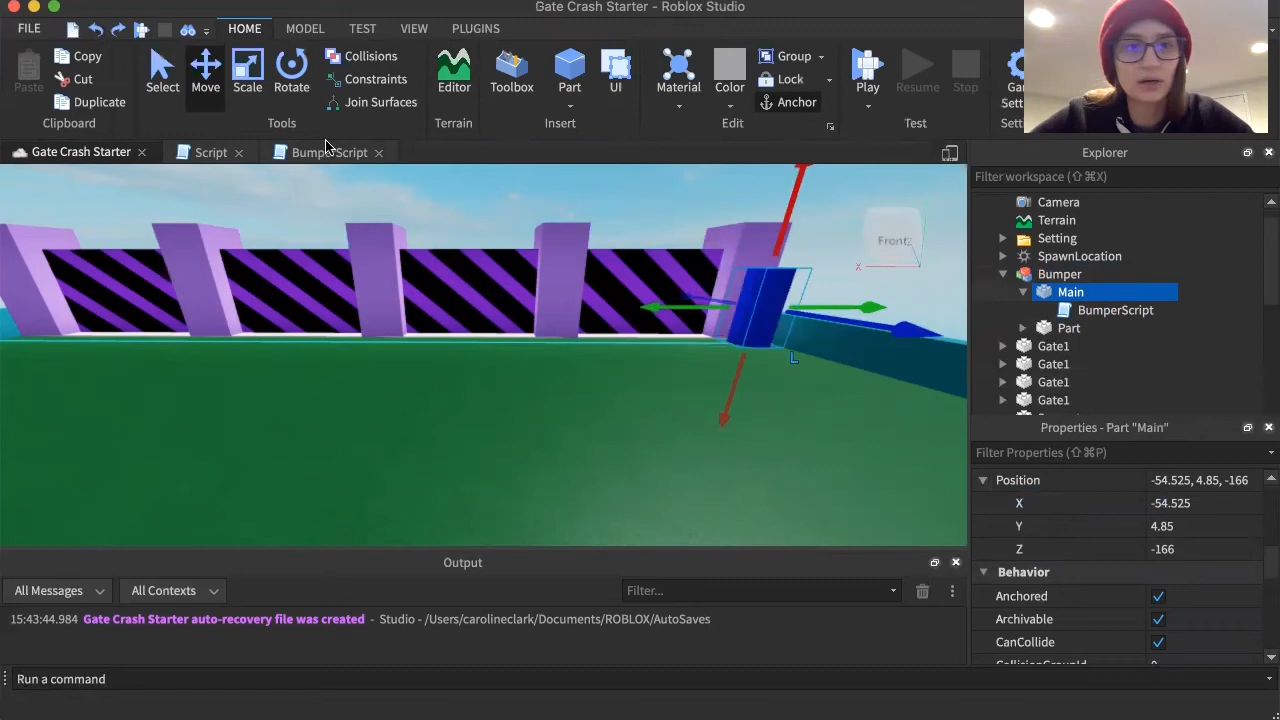 Gate Crash Starter - Roblox Studio
FILE HOME MODEL TEST VIEW PLUGINS
Paste
Copy
Cut
Duplicate
Clipboard
Select
Move
Scale
Rotate
Collisions
Constraints
Join Surfaces
Tools
Editor
Terrain
Toolbox
Part
UI
Insert
Material
Color
Group
Lock
Anchor
Edit
Play
Resume
Stop
Test
Gate Crash Starter
Script
BumperScript
Front
X
L
Explorer
Filter workspace (⇧⌘X)
Camera
Terrain
Setting
SpawnLocation
Bumper
Main
BumperScript
Part
Gate1
Gate1
Gate1
Gate1
Properties - Part "Main"
Filter Properties (⇧⌘P)
Position -54.525, 4.85, -166
X -54.525
Y 4.85
Z -166
Behavior
Anchored
Archivable
CanCollide
Output
All Messages All Contexts Filter...
15:43:44.984 Gate Crash Starter auto-recovery file was created - Studio - /Users/carolineclark/Documents/ROBLOX/AutoSaves
Run a command